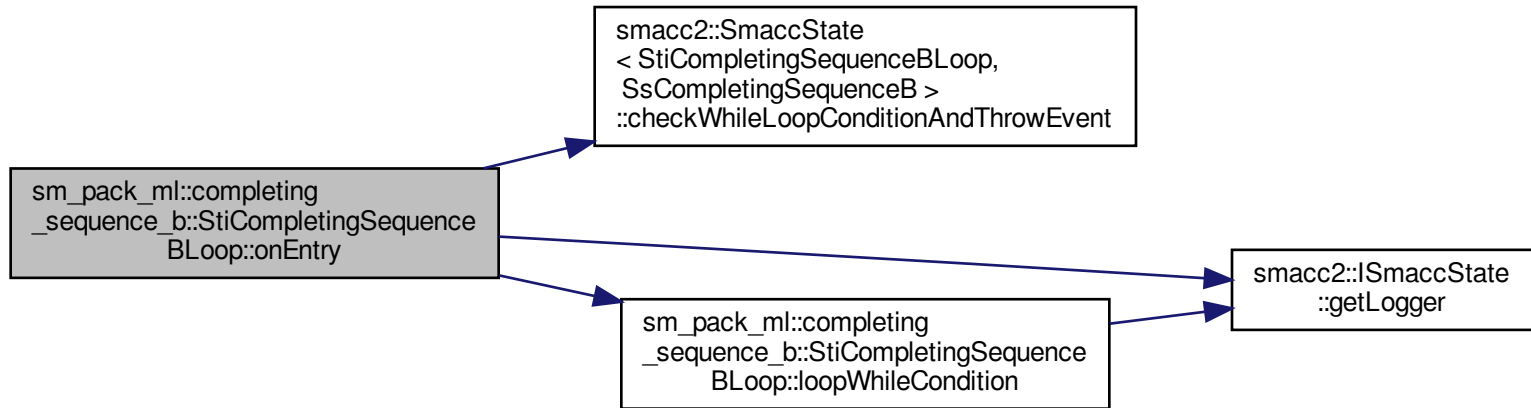 smacc2::SmaccState
< StiCompletingSequenceBLoop,
SsCompletingSequenceB >
::checkWhileLoopConditionAndThrowEvent
sm_pack_ml::completing
_sequence_b::StiCompletingSequence
BLoop::onEntry
smacc2::ISmaccState
::getLogger
sm_pack_ml::completing
_sequence_b::StiCompletingSequence
BLoop::loopWhileCondition